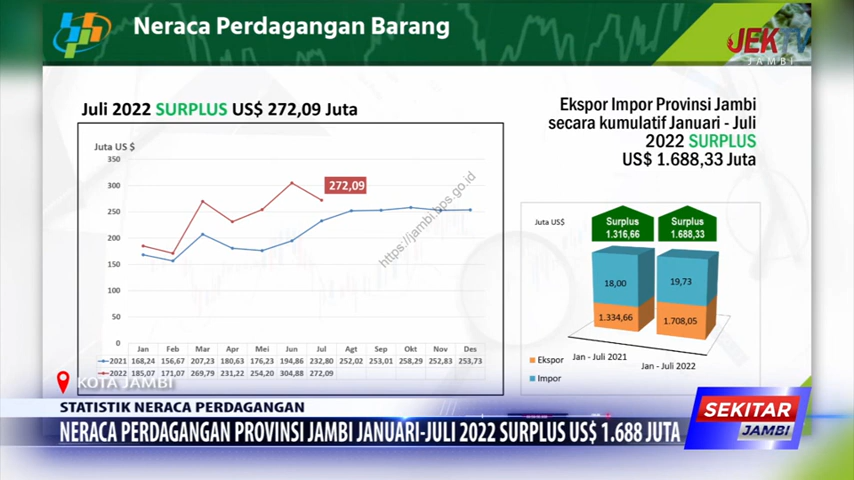 Neraca Perdagangan Barang
JEKTV
JAMBI
Juli 2022 SURPLUS US$ 272,09 Juta
Juta US $
350
300
250
200
150
100
50
0
272,09
https://jambi.bps.go.id
Jan Feb Mar Apr Mei Jun Jul Agt Sep Okt Nov Des
2021 168,24 156,67 207,23 180,63 176,23 194,86 232,80 252,02 253,01 258,29 252,83 253,73
2022 185,07 171,07 269,79 231,22 254,20 304,88 272,09
Ekspor Impor Provinsi Jambi
secara kumulatif Januari - Juli
2022 SURPLUS
US$ 1.688,33 Juta
Juta US$
Surplus
1.316,66
Surplus
1.688,33
18,00
19,73
1.334,66
1.708,05
Ekspor
Impor
Jan - Juli 2021
Jan - Juli 2022
KOTA JAMBI
STATISTIK NERACA PERDAGANGAN
NERACA PERDAGANGAN PROVINSI JAMBI JANUARI-JULI 2022 SURPLUS US$ 1.688 JUTA
SEKITAR
JAMBI